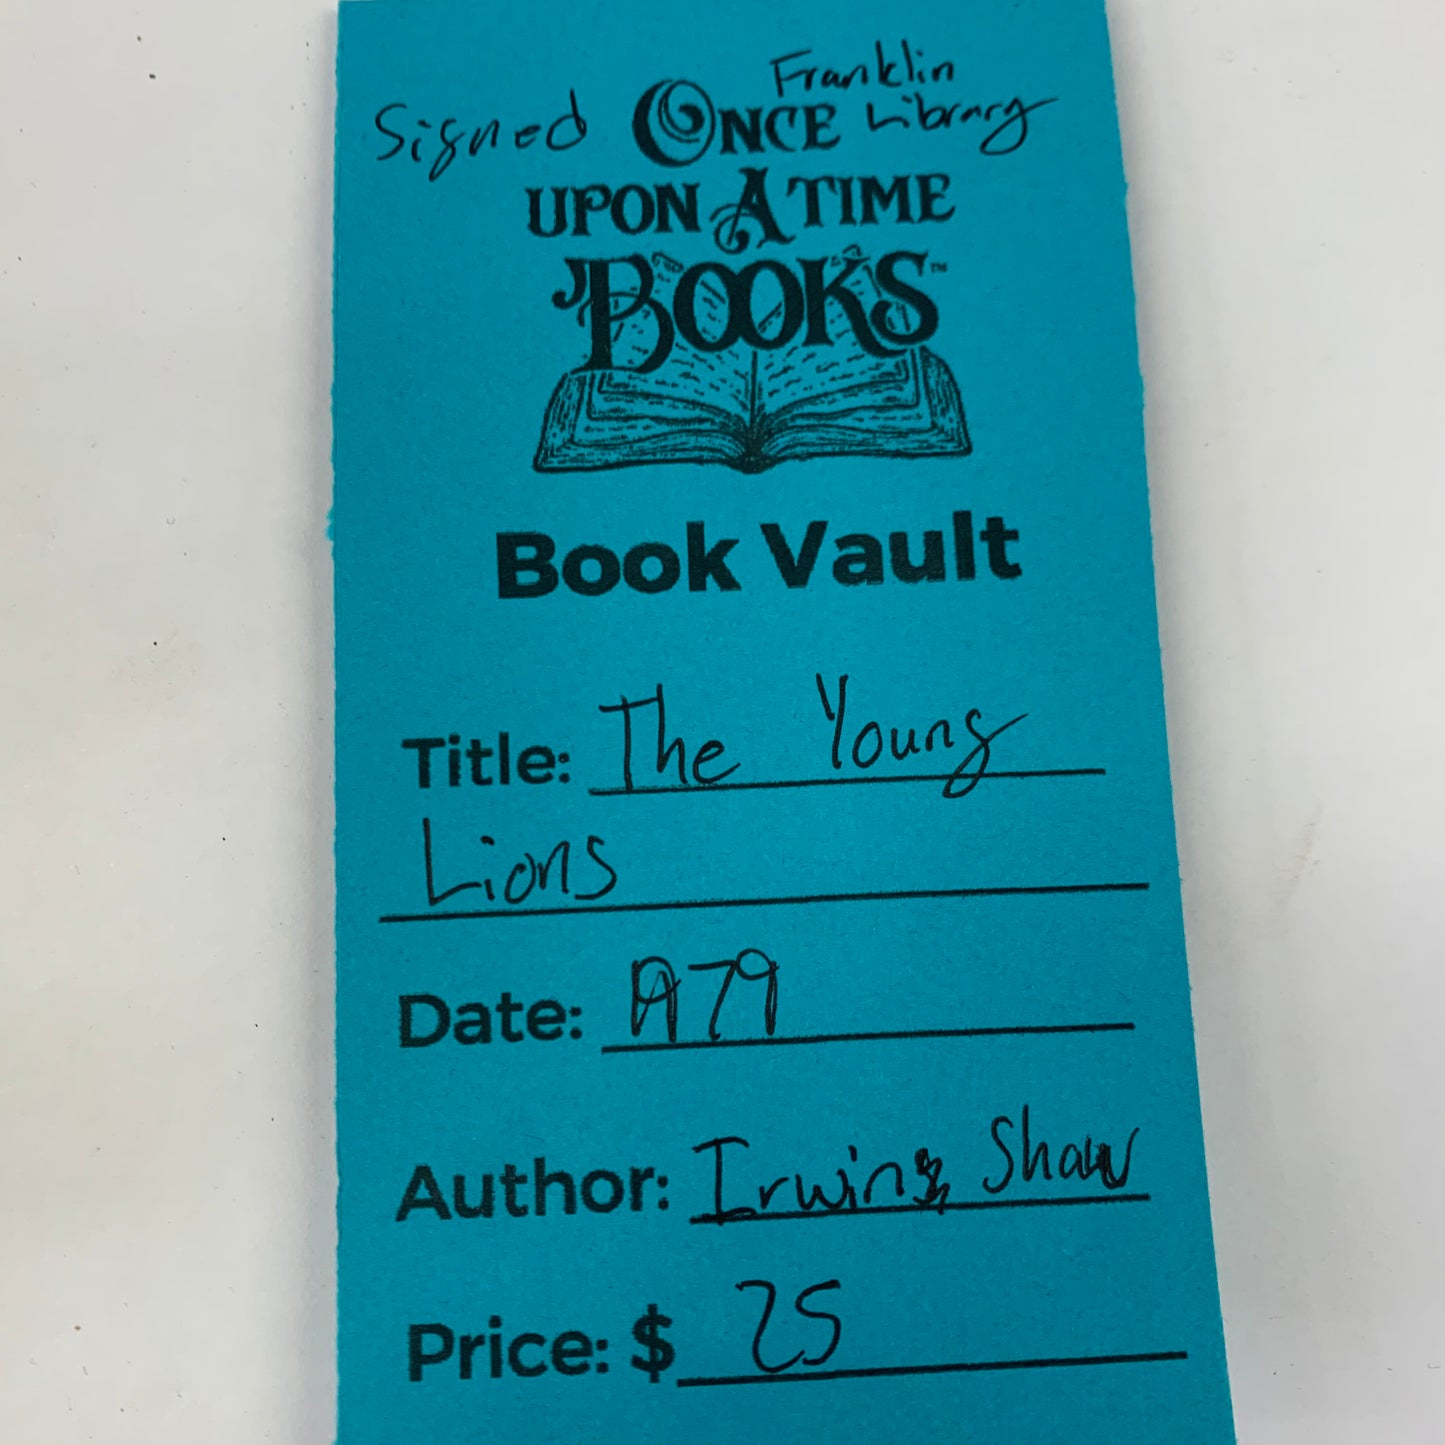 Signed Franklin Library
ONCE
UPON A TIME
BOOKS™
Book Vault
Title: The Young
Lions
Date: 1979
Author: Irwing Shaw
Price: $ 25